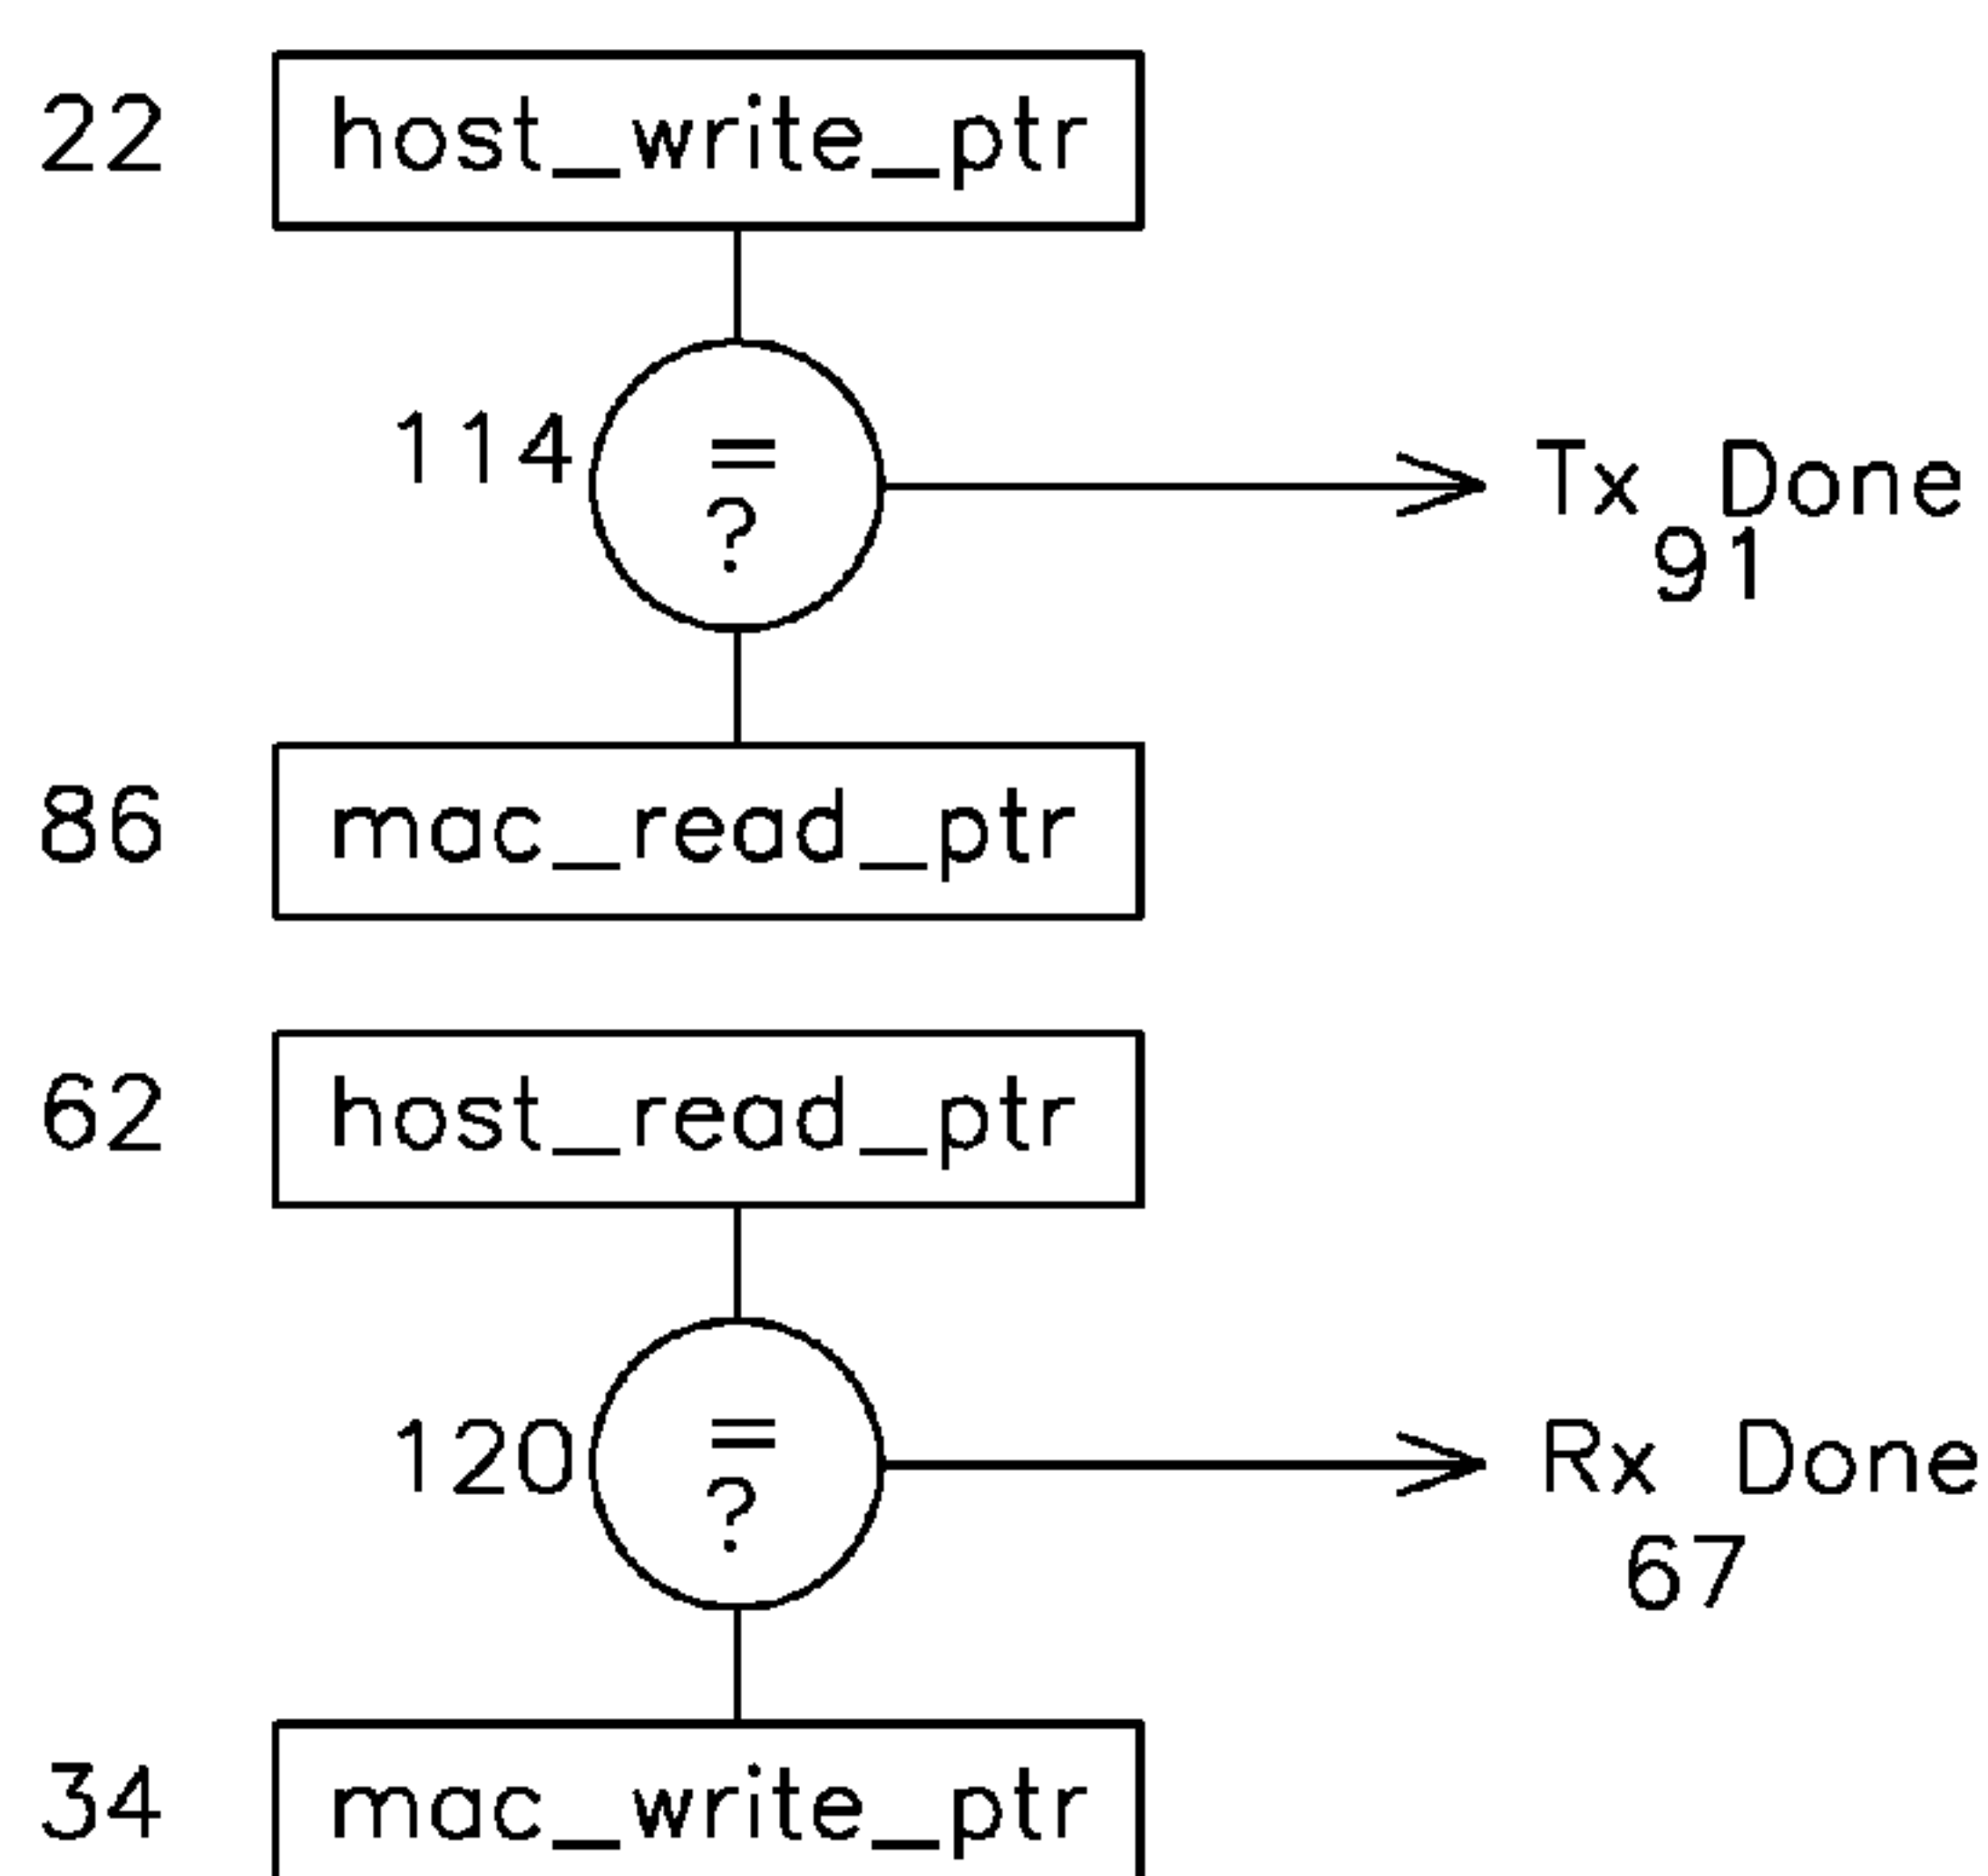 22 host_write_ptr
114 = ? Tx Done
91
86 mac_read_ptr
62 host_read_ptr
120 = ? Rx Done
67
34 mac_write_ptr